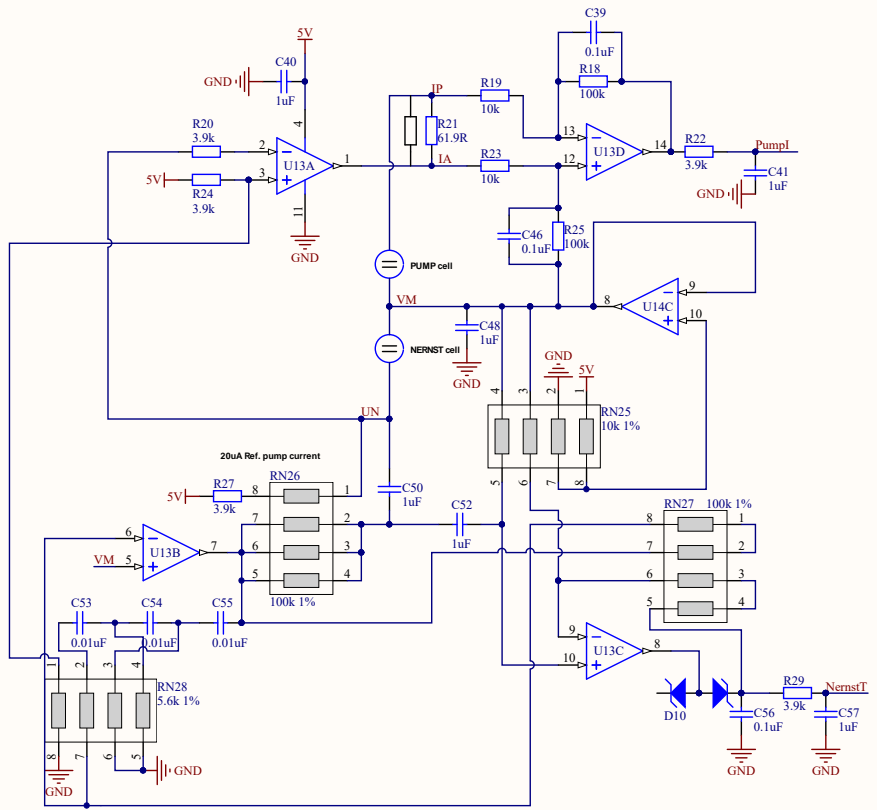 C39
0.1uF
R18
100k
5V
C40
1uF
GND
4
IP
R19
10k
R20
3.9k
2
U13A
1
R21
61.9R
13
U13D
14
R22
3.9k
PumpI
5V
R24
3.9k
3
IA
R23
10k
12
C41
1uF
GND
11
GND
C46
0.1uF
R25
100k
PUMP cell
9
VM
8
U14C
10
C48
1uF
GND
NERNST cell
GND
5V
4
3
2
1
RN25
10k 1%
UN
5
6
7
8
20uA Ref. pump current
RN26
5V
R27
3.9k
8
1
C50
1uF
7
2
6
3
5
4
100k 1%
C52
1uF
RN27
100k 1%
8
1
7
2
6
3
5
4
6
VM
5
U13B
7
C53
0.01uF
C54
0.01uF
C55
0.01uF
9
U13C
8
10
1
2
3
4
RN28
5.6k 1%
8
7
6
5
GND
GND
D10
R29
3.9k
NernstT
C56
0.1uF
C57
1uF
GND
GND